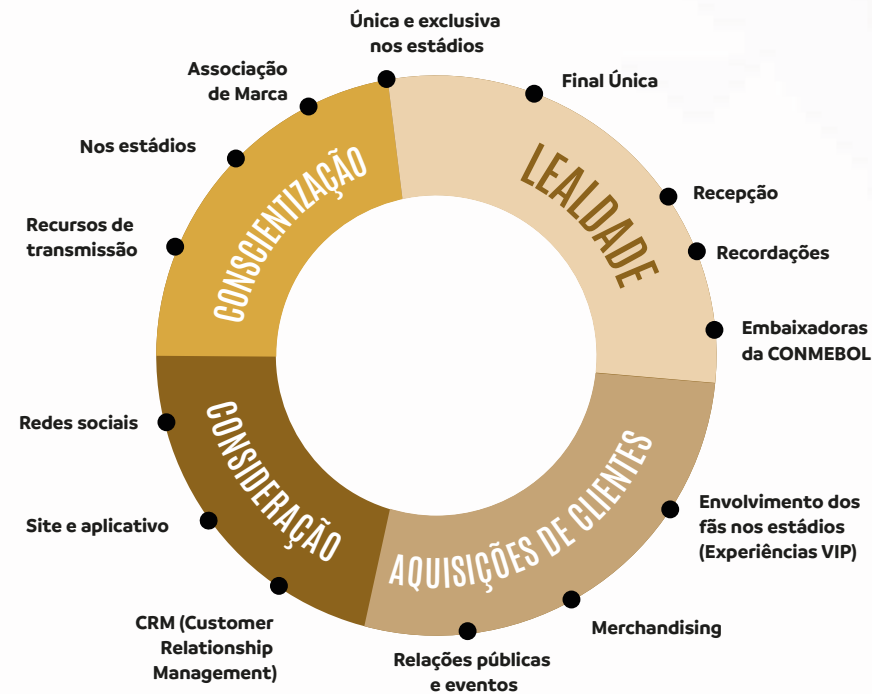 Única e exclusiva
nos estádios
Associação
de Marca
Final Única
Nos estádios
CONSCIENTIZAÇÃO
LEALDADE
Recepção
Recursos de
transmissão
Recordações
Embaixadoras
da CONMEBOL
Redes sociais
CONSIDERAÇÃO
AQUISIÇÕES DE CLIENTES
Site e aplicativo
Envolvimento dos
fãs nos estádios
(Experiências VIP)
CRM (Customer
Relationship
Management)
Merchandising
Relações públicas
e eventos